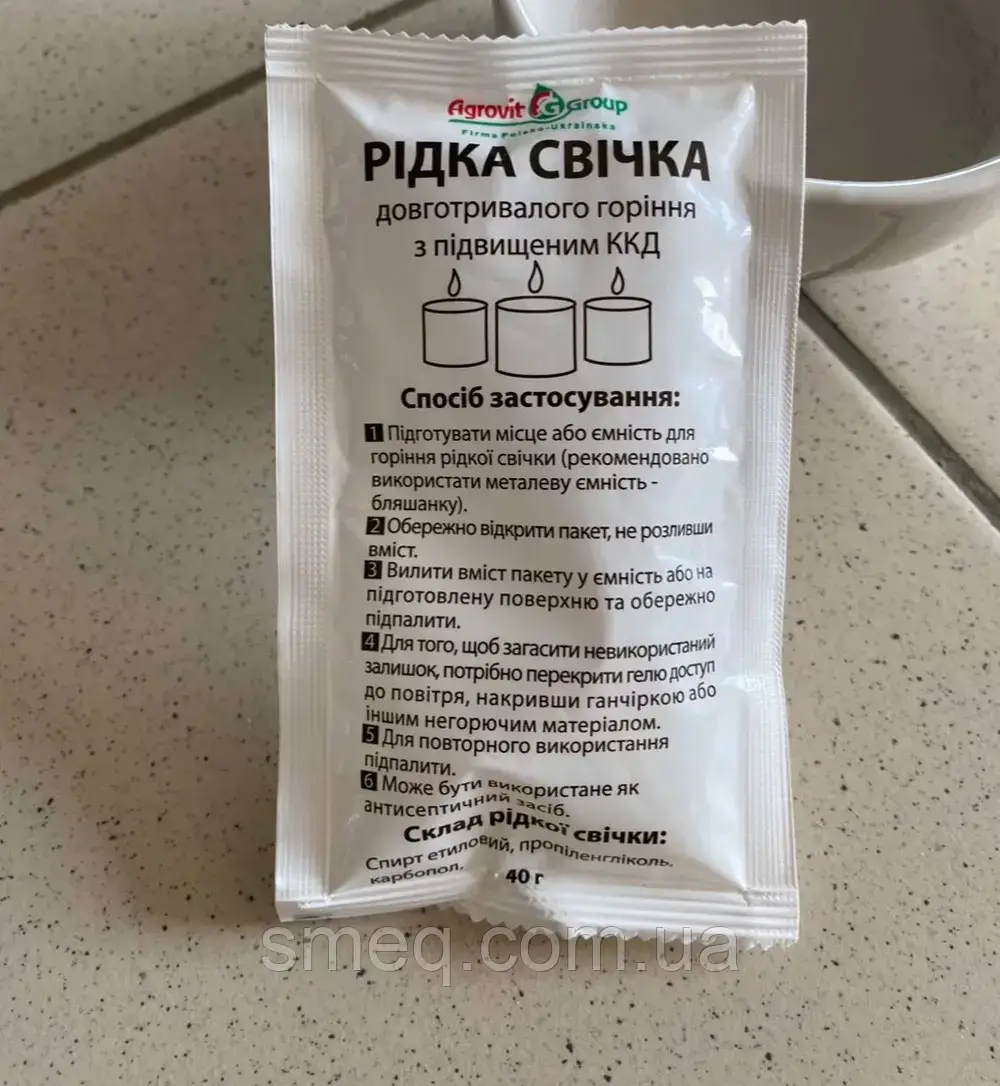 Agrovit G Group
Firma Polsko-Ukrainska
РІДКА СВІЧКА
довготривалого горіння
з підвищеним ККД
Спосіб застосування:
1 Підготувати місце або ємність для
горіння рідкої свічки (рекомендовано
використати металеву ємність -
бляшанку).
2 Обережно відкрити пакет, не розливши
вміст.
3 Вилити вміст пакету у ємність або на
підготовлену поверхню та обережно
підпалити.
4 Для того, щоб загасити невикористаний
залишок, потрібно перекрити гелю доступ
до повітря, накривши ганчіркою або
іншим негорючим матеріалом.
5 Для повторного використання
підпалити.
6 Може бути використане як
антисептичний засіб.
Склад рідкої свічки:
Спирт етиловий, пропіленгліколь,
карбопол.
40 г
smeq.com.ua